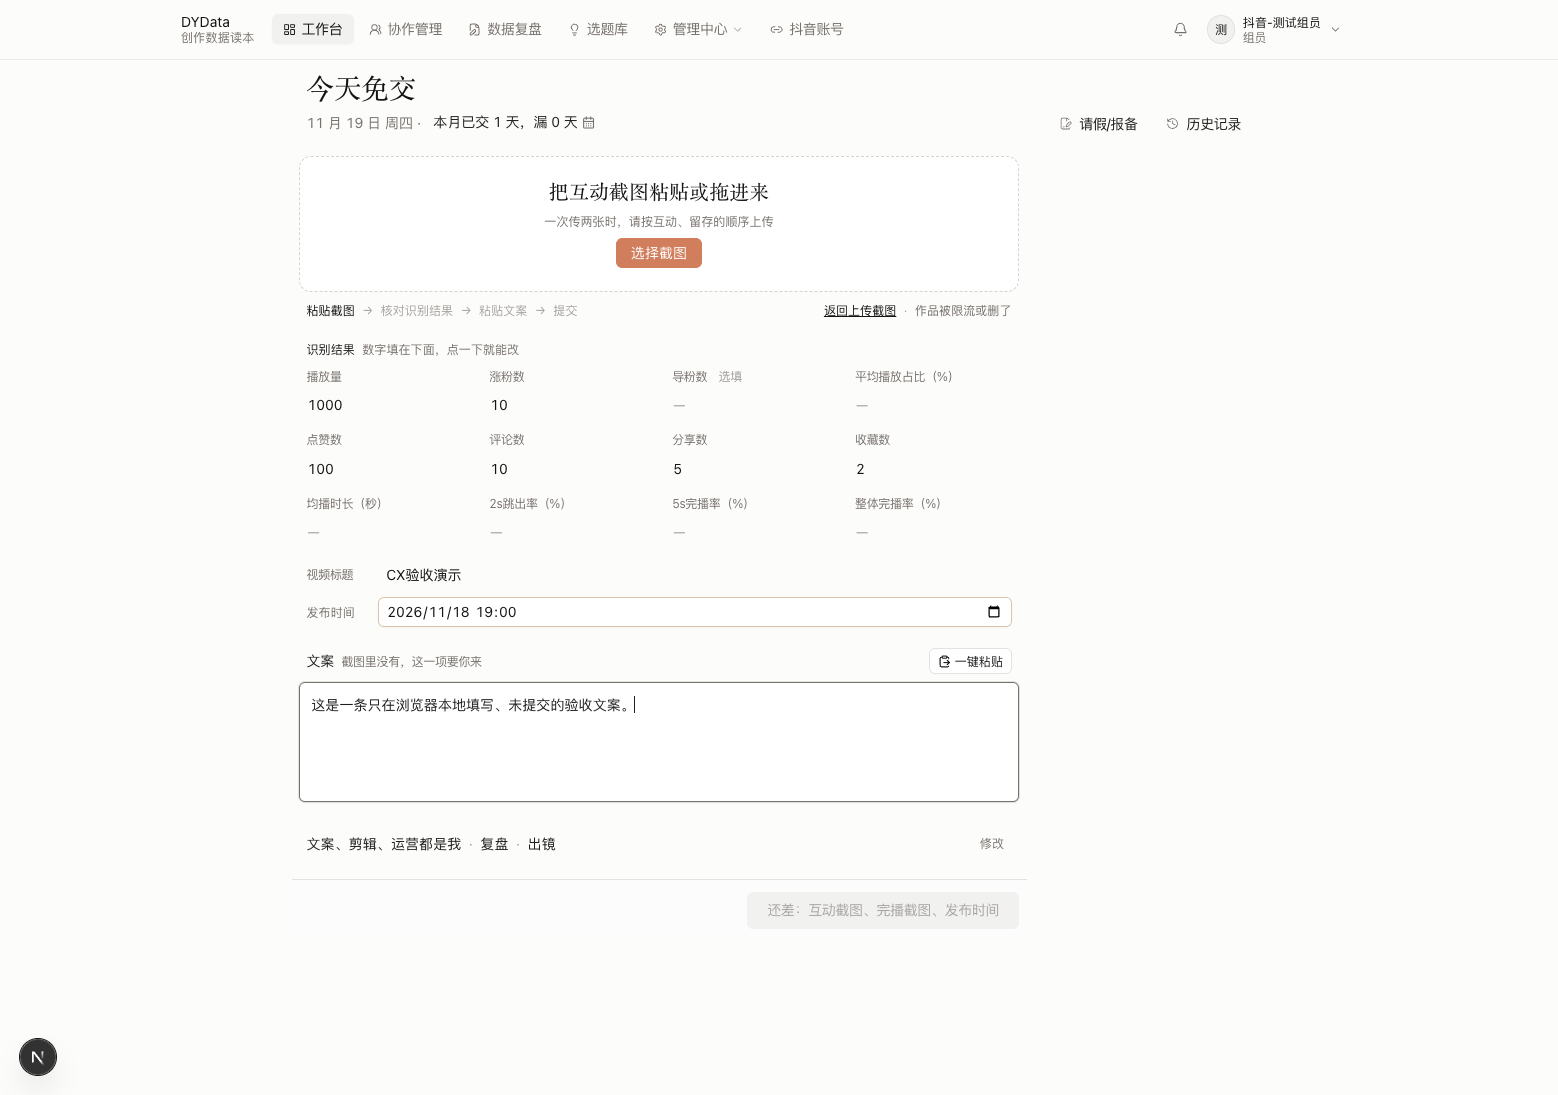 DYData
创作数据读本
工作台
协作管理
数据复盘
选题库
管理中心
抖音账号
测
抖音-测试组员
组员
今天免交
11 月 19 日 周四 · 本月已交 1 天，漏 0 天
请假/报备
历史记录
把互动截图粘贴或拖进来
一次传两张时，请按互动、留存的顺序上传
选择截图
粘贴截图 → 核对识别结果 → 粘贴文案 → 提交
返回上传截图 · 作品被限流或删了
识别结果 数字填在下面，点一下就能改
播放量 涨粉数 导粉数 选填 平均播放占比（%）
1000 10 — —
点赞数 评论数 分享数 收藏数
100 10 5 2
均播时长（秒） 2s跳出率（%） 5s完播率（%） 整体完播率（%）
— — — —
视频标题 CX验收演示
发布时间 2026/11/18 19:00
文案 截图里没有，这一项要你来
一键粘贴
这是一条只在浏览器本地填写、未提交的验收文案。
文案、剪辑、运营都是我 · 复盘 · 出镜
修改
还差：互动截图、完播截图、发布时间
N